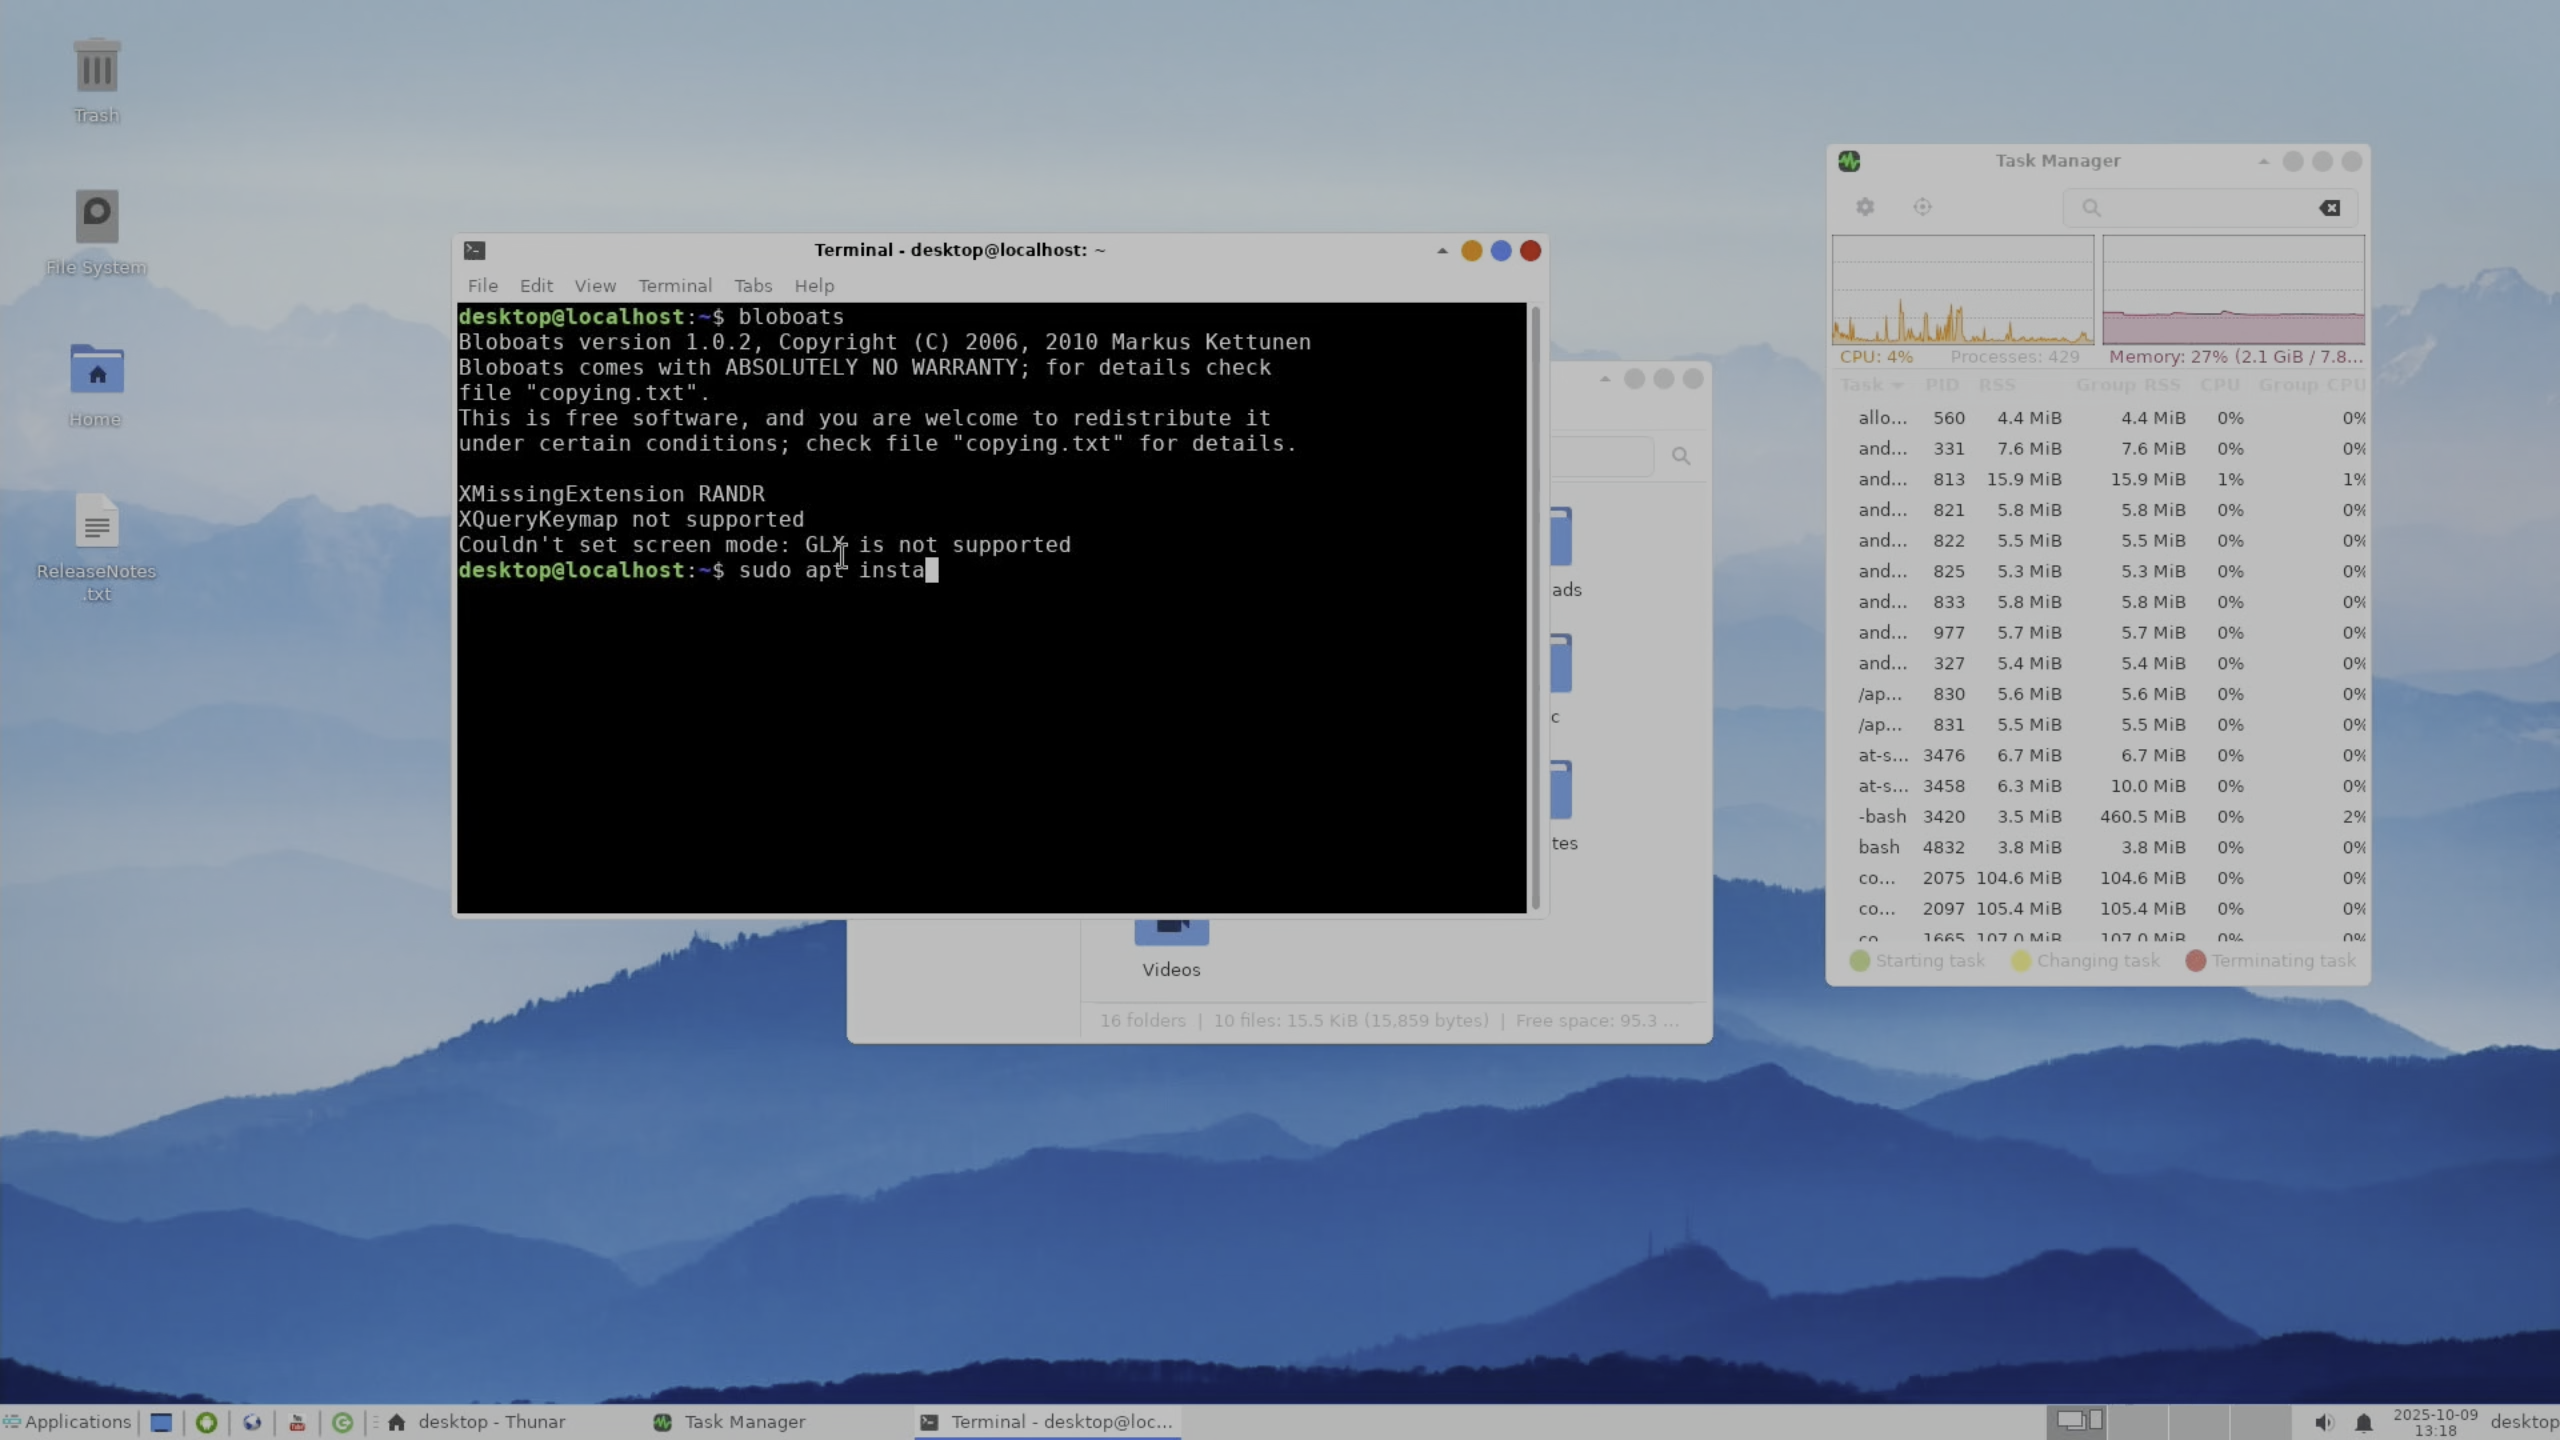 Trash
File System
Home
ReleaseNotes
.txt
Terminal - desktop@localhost: ~
File Edit View Terminal Tabs Help
desktop@localhost:~$ bloboats
Bloboats version 1.0.2, Copyright (C) 2006, 2010 Markus Kettunen
Bloboats comes with ABSOLUTELY NO WARRANTY; for details check
file "copying.txt".
This is free software, and you are welcome to redistribute it
under certain conditions; check file "copying.txt" for details.
XMissingExtension RANDR
XQueryKeymap not supported
Couldn't set screen mode: GLX is not supported
desktop@localhost:~$ sudo apt insta
ads
c
tes
Videos
16 folders | 10 files: 15.5 KiB (15,859 bytes) | Free space: 95.3 ...
Task Manager
CPU: 4% Processes: 429 Memory: 27% (2.1 GiB / 7.8...
Task PID RSS Group RSS CPU Group CPU
allo... 560 4.4 MiB 4.4 MiB 0% 0%
and... 331 7.6 MiB 7.6 MiB 0% 0%
and... 813 15.9 MiB 15.9 MiB 1% 1%
and... 821 5.8 MiB 5.8 MiB 0% 0%
and... 822 5.5 MiB 5.5 MiB 0% 0%
and... 825 5.3 MiB 5.3 MiB 0% 0%
and... 833 5.8 MiB 5.8 MiB 0% 0%
and... 977 5.7 MiB 5.7 MiB 0% 0%
and... 327 5.4 MiB 5.4 MiB 0% 0%
/ap... 830 5.6 MiB 5.6 MiB 0% 0%
/ap... 831 5.5 MiB 5.5 MiB 0% 0%
at-s... 3476 6.7 MiB 6.7 MiB 0% 0%
at-s... 3458 6.3 MiB 10.0 MiB 0% 0%
-bash 3420 3.5 MiB 460.5 MiB 0% 2%
bash 4832 3.8 MiB 3.8 MiB 0% 0%
co... 2075 104.6 MiB 104.6 MiB 0% 0%
co... 2097 105.4 MiB 105.4 MiB 0% 0%
co... 1665 107.0 MiB 107.0 MiB 0% 0%
Starting task Changing task Terminating task
Applications desktop - Thunar Task Manager Terminal - desktop@loc...
2025-10-09
13:18
desktop